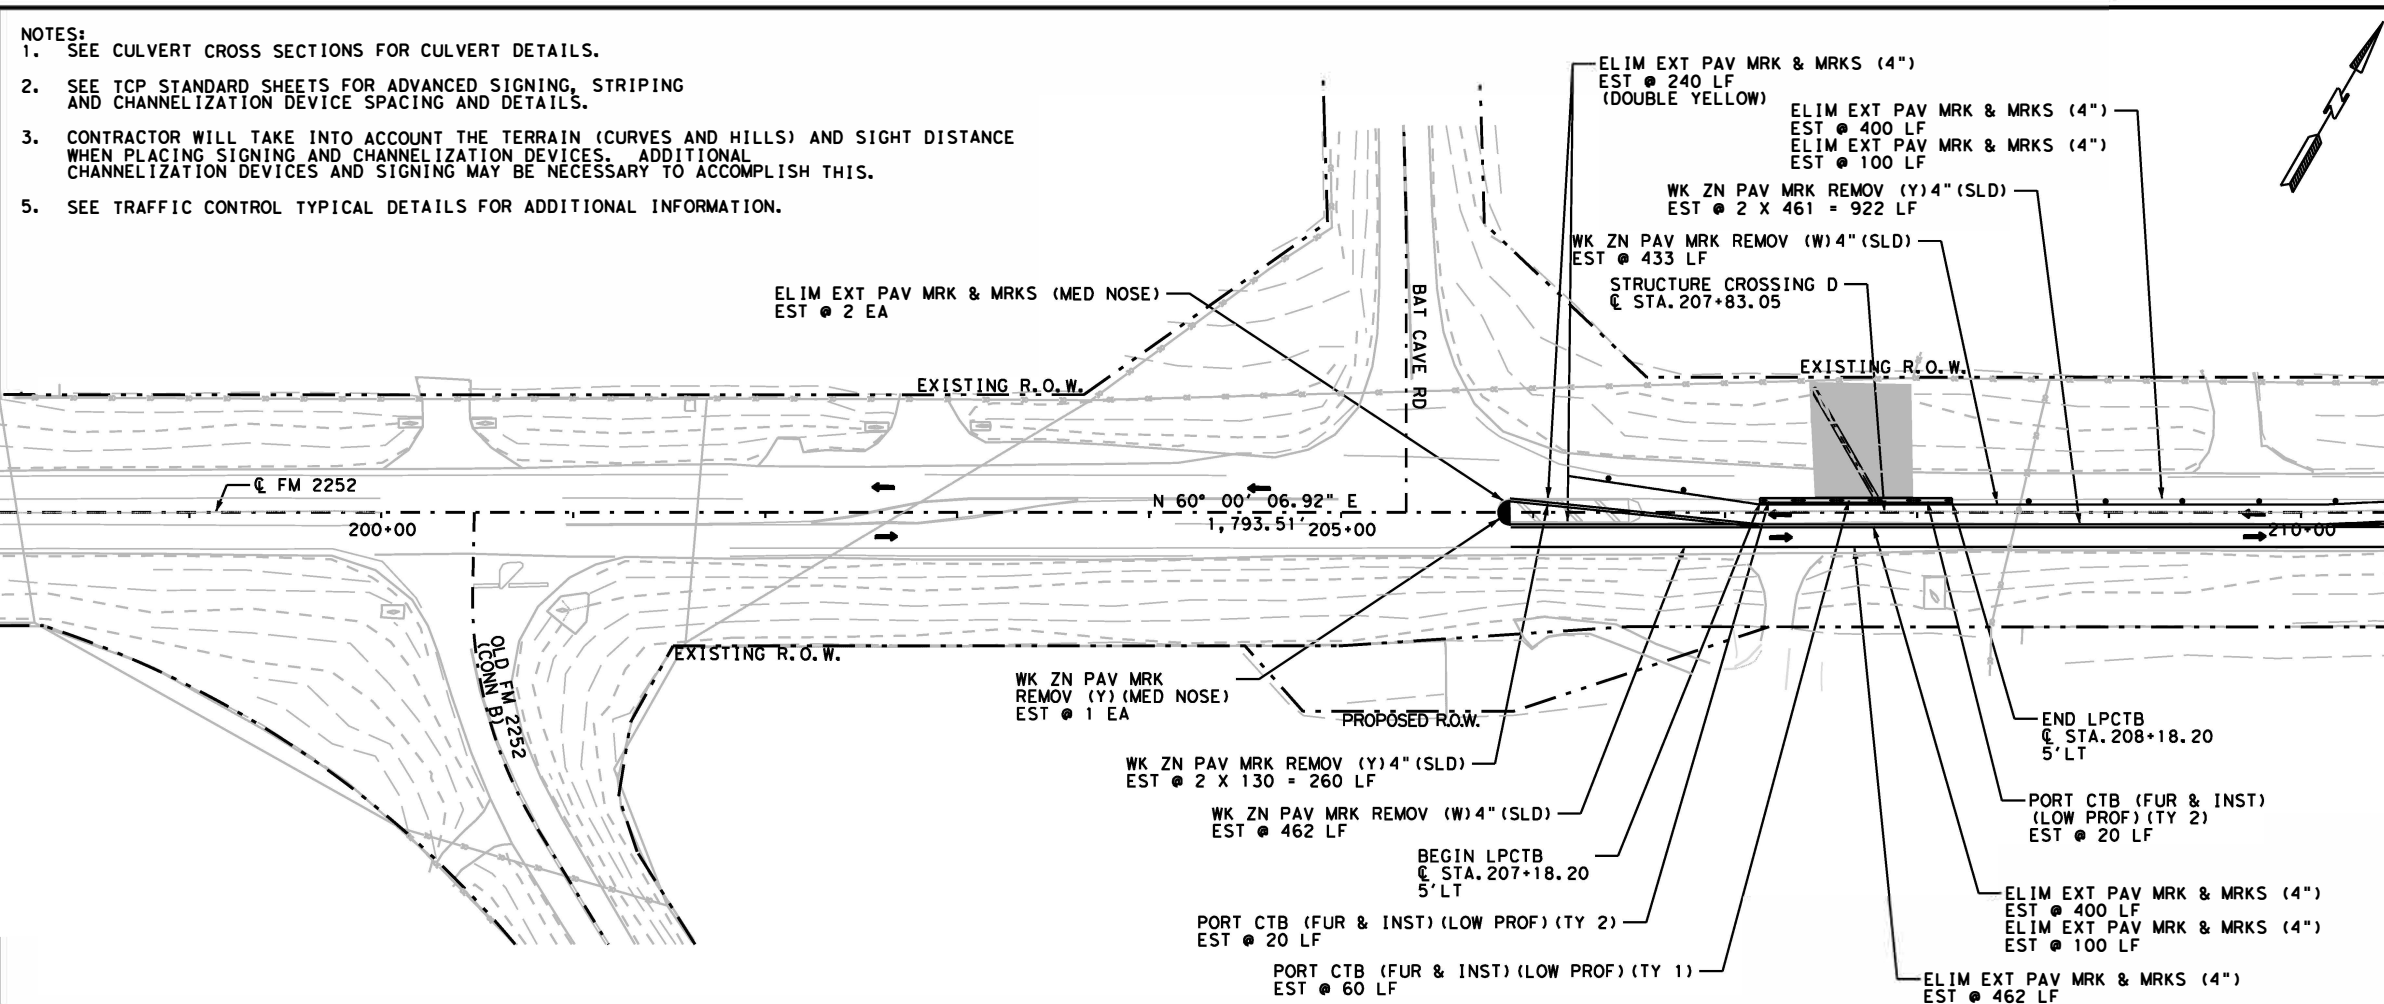 NOTES:
1. SEE CULVERT CROSS SECTIONS FOR CULVERT DETAILS.
2. SEE TCP STANDARD SHEETS FOR ADVANCED SIGNING, STRIPING
AND CHANNELIZATION DEVICE SPACING AND DETAILS.
3. CONTRACTOR WILL TAKE INTO ACCOUNT THE TERRAIN (CURVES AND HILLS) AND SIGHT DISTANCE
WHEN PLACING SIGNING AND CHANNELIZATION DEVICES. ADDITIONAL
CHANNELIZATION DEVICES AND SIGNING MAY BE NECESSARY TO ACCOMPLISH THIS.
5. SEE TRAFFIC CONTROL TYPICAL DETAILS FOR ADDITIONAL INFORMATION.
ELIM EXT PAV MRK & MRKS (4")
EST @ 240 LF
(DOUBLE YELLOW)
ELIM EXT PAV MRK & MRKS (4")
EST @ 400 LF
ELIM EXT PAV MRK & MRKS (4")
EST @ 100 LF
WK ZN PAV MRK REMOV (Y)4"(SLD)
EST @ 2 X 461 = 922 LF
WK ZN PAV MRK REMOV (W)4"(SLD)
EST @ 433 LF
STRUCTURE CROSSING D
℄ STA.207+83.05
ELIM EXT PAV MRK & MRKS (MED NOSE)
EST @ 2 EA
BAT CAVE RD
EXISTING R.O.W.
EXISTING R.O.W.
℄ FM 2252
N 60° 00' 06.92" E
1,793.51'
200+00
205+00
210+00
OLD FM 2252
(CONN B)
EXISTING R.O.W.
WK ZN PAV MRK
REMOV (Y)(MED NOSE)
EST @ 1 EA
PROPOSED R.O.W.
WK ZN PAV MRK REMOV (Y)4"(SLD)
EST @ 2 X 130 = 260 LF
WK ZN PAV MRK REMOV (W)4"(SLD)
EST @ 462 LF
BEGIN LPCTB
℄ STA.207+18.20
5'LT
PORT CTB (FUR & INST)(LOW PROF)(TY 2)
EST @ 20 LF
PORT CTB (FUR & INST)(LOW PROF)(TY 1)
EST @ 60 LF
END LPCTB
℄ STA.208+18.20
5'LT
PORT CTB (FUR & INST)
(LOW PROF)(TY 2)
EST @ 20 LF
ELIM EXT PAV MRK & MRKS (4")
EST @ 400 LF
ELIM EXT PAV MRK & MRKS (4")
EST @ 100 LF
ELIM EXT PAV MRK & MRKS (4")
EST @ 462 LF